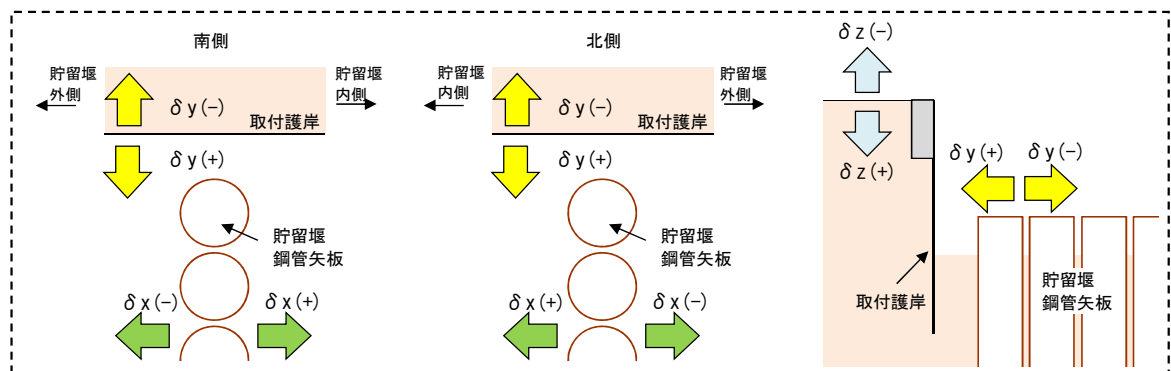 南側
貯留堰
外側
貯留堰
内側
δy(−)
取付護岸
δy(+)
貯留堰
鋼管矢板
δx(−)
δx(+)
北側
貯留堰
内側
貯留堰
外側
δy(−)
取付護岸
δy(+)
貯留堰
鋼管矢板
δx(+)
δx(−)
δz(−)
δz(+)
δy(+)
δy(−)
取付護岸
貯留堰
鋼管矢板